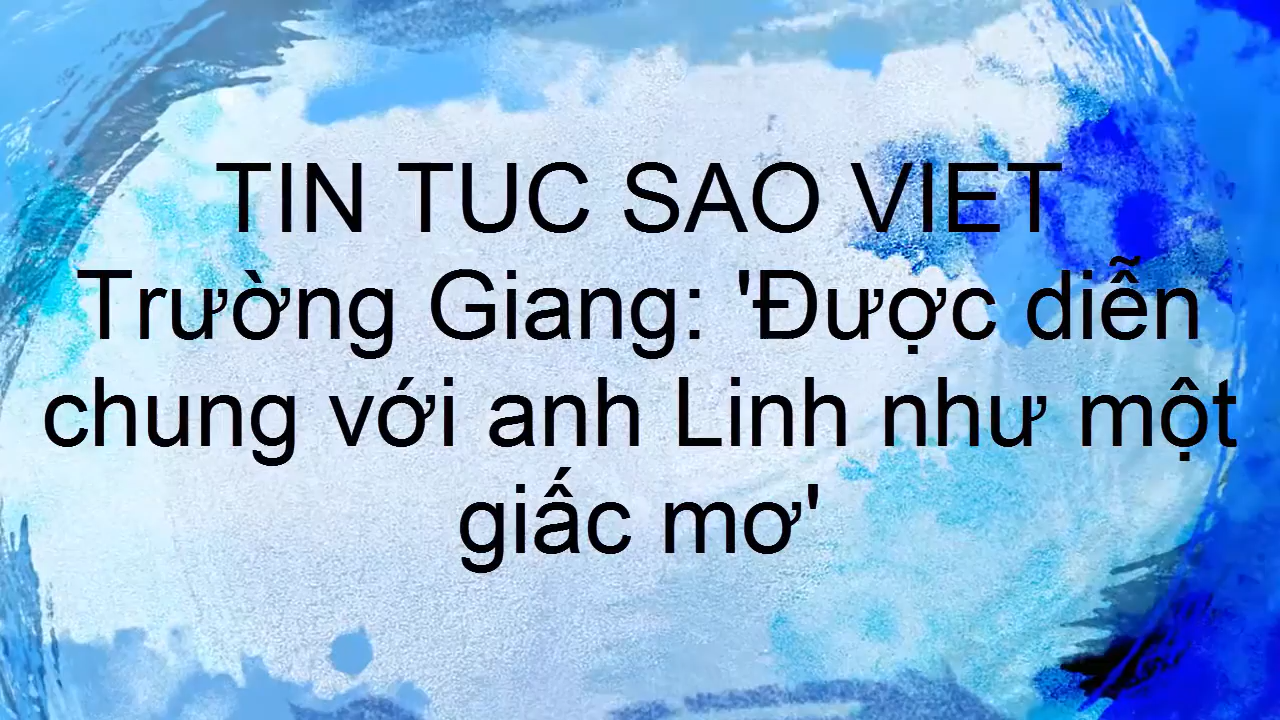 TIN TUC SAO VIET
Trường Giang: 'Được diễn
chung với anh Linh như một
giấc mơ'